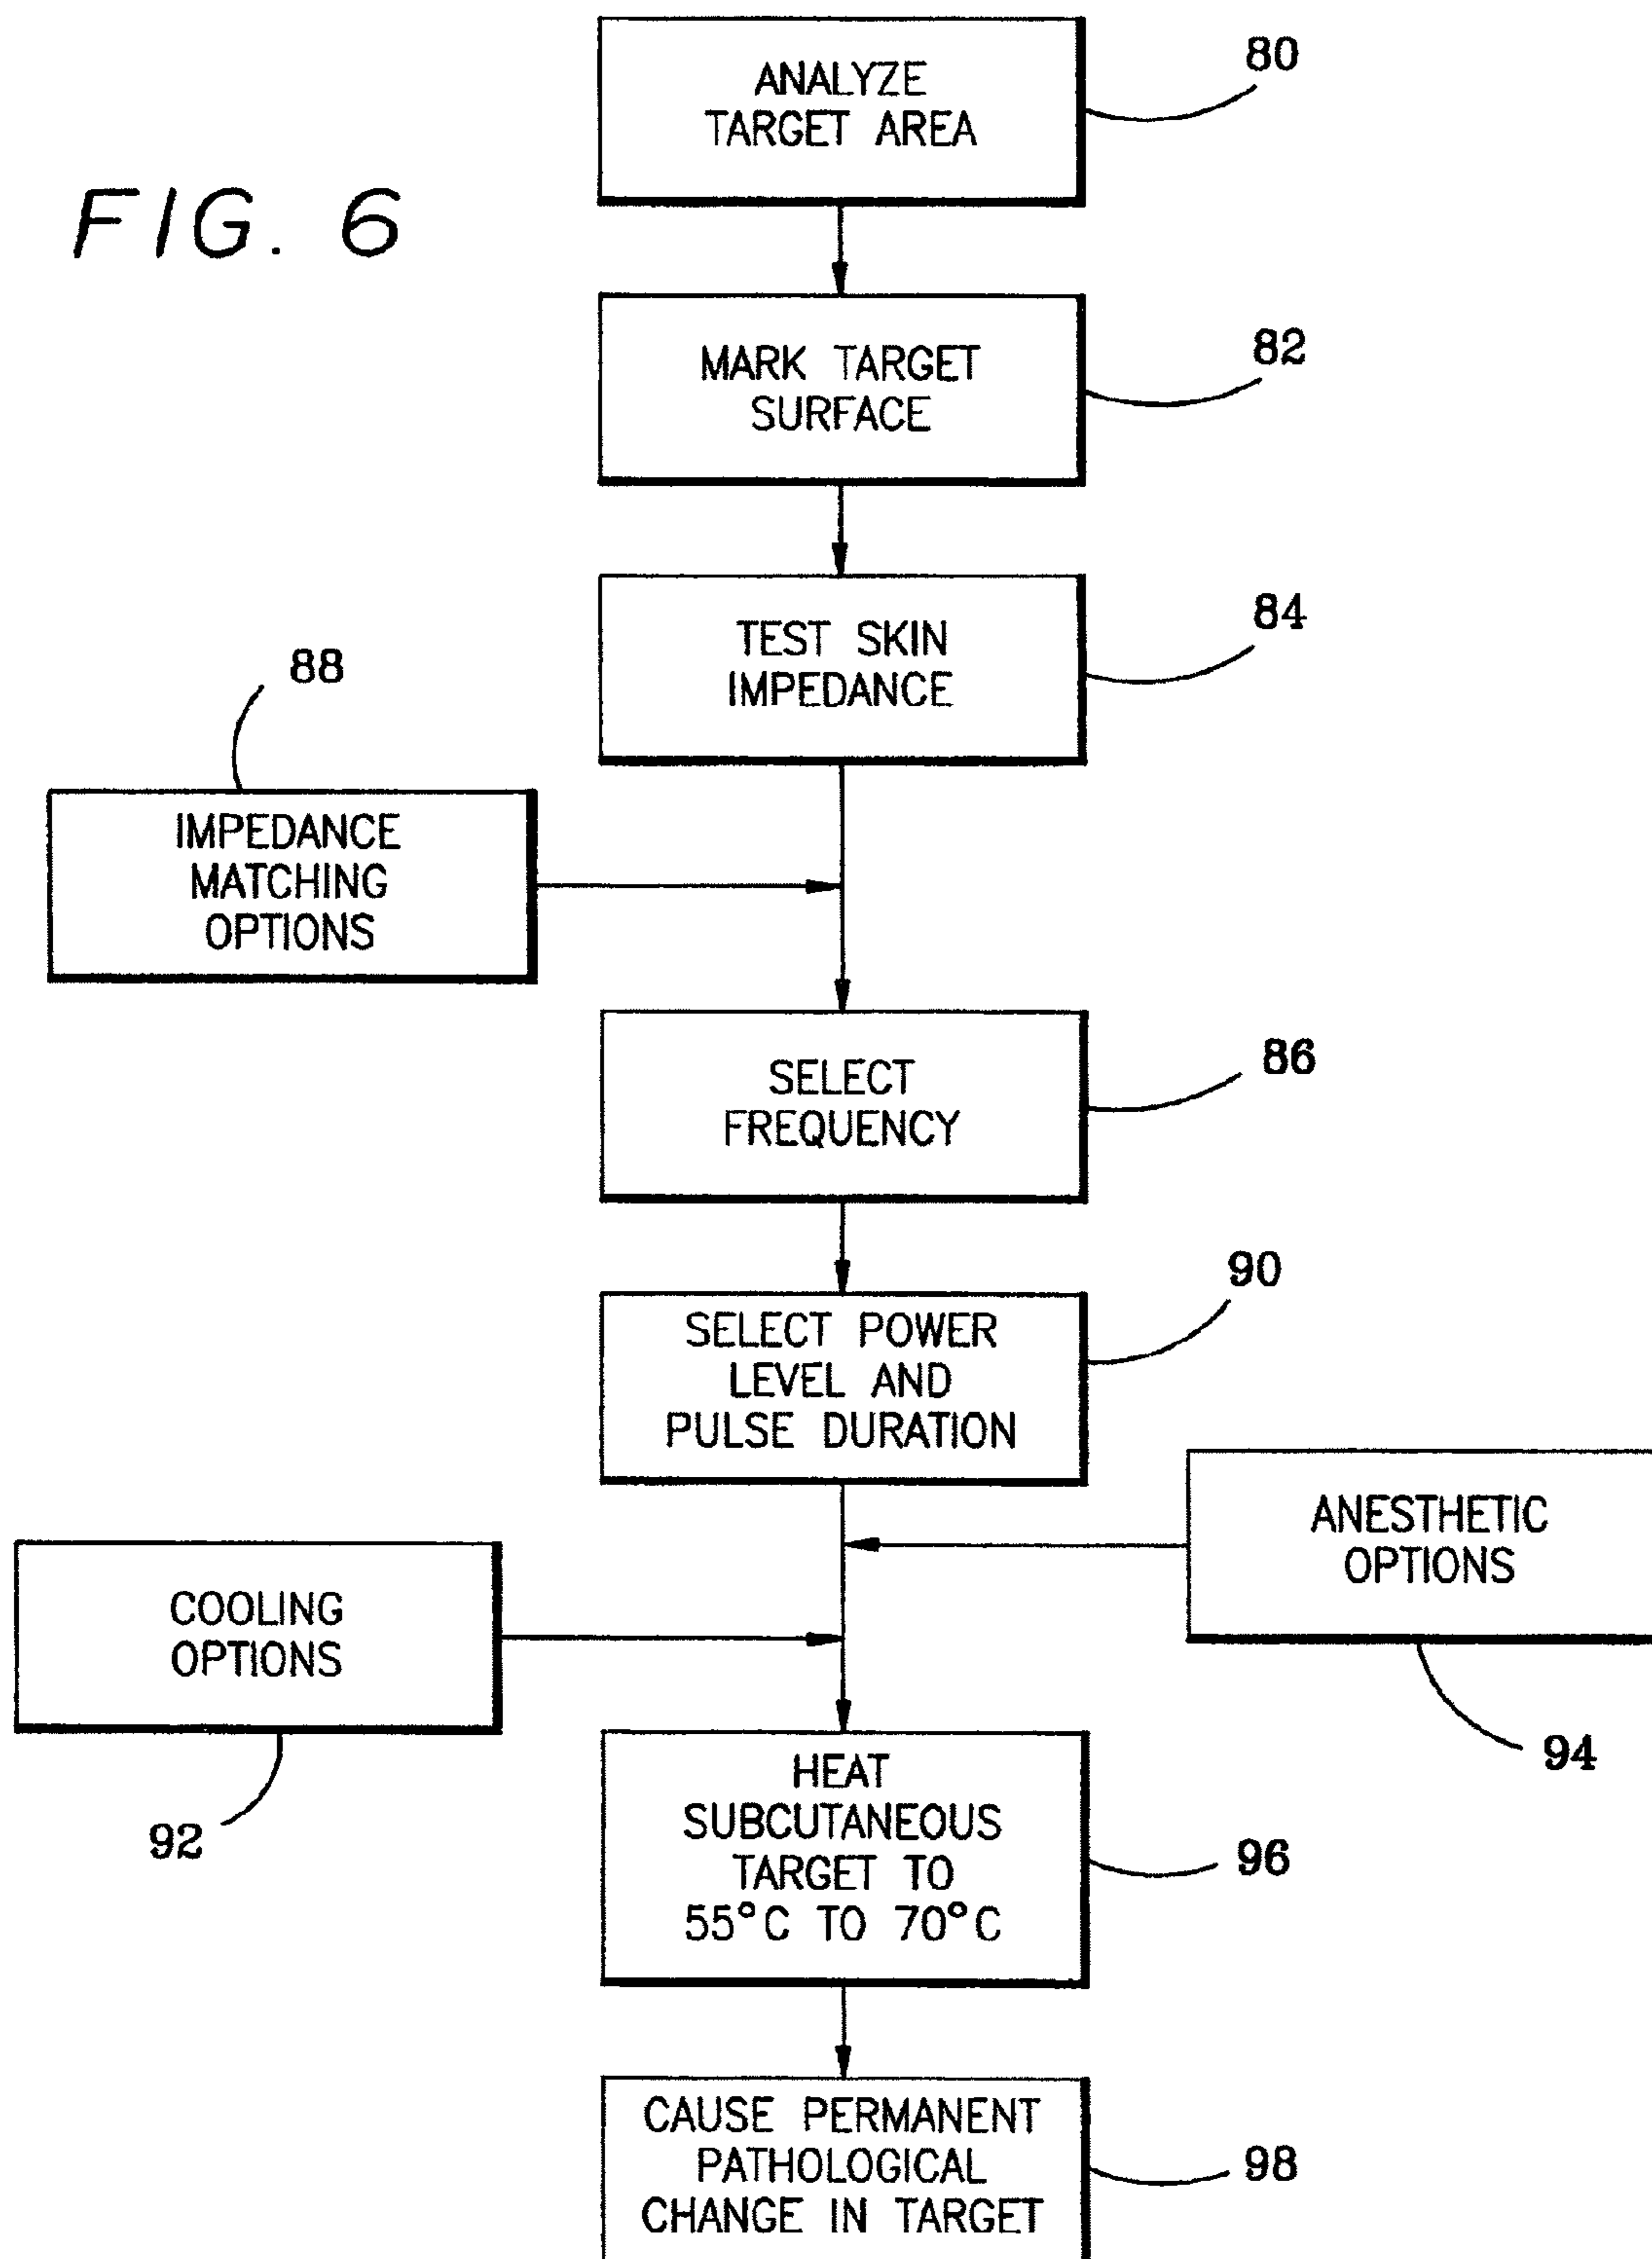 FIG. 6
ANALYZE
TARGET AREA
80
MARK TARGET
SURFACE
82
TEST SKIN
IMPEDANCE
84
88
IMPEDANCE
MATCHING
OPTIONS
SELECT
FREQUENCY
86
SELECT POWER
LEVEL AND
PULSE DURATION
90
ANESTHETIC
OPTIONS
94
COOLING
OPTIONS
92
HEAT
SUBCUTANEOUS
TARGET TO
55°C TO 70°C
96
CAUSE PERMANENT
PATHOLOGICAL
CHANGE IN TARGET
98